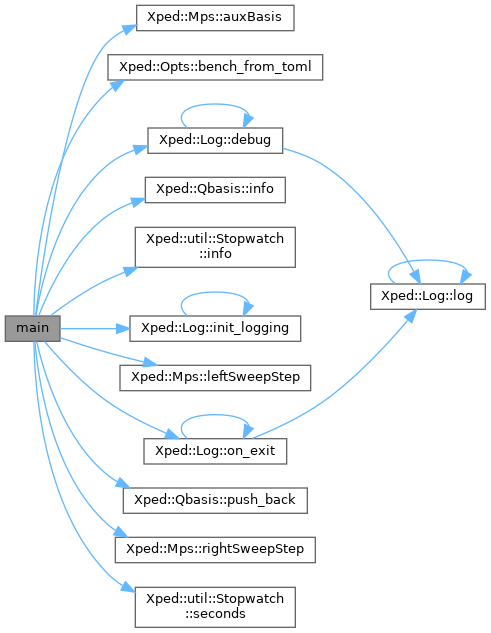 Xped::Mps::auxBasis
Xped::Opts::bench_from_toml
Xped::Log::debug
Xped::Qbasis::info
Xped::util::Stopwatch
::info
Xped::Log::log
main
Xped::Log::init_logging
Xped::Mps::leftSweepStep
Xped::Log::on_exit
Xped::Qbasis::push_back
Xped::Mps::rightSweepStep
Xped::util::Stopwatch
::seconds